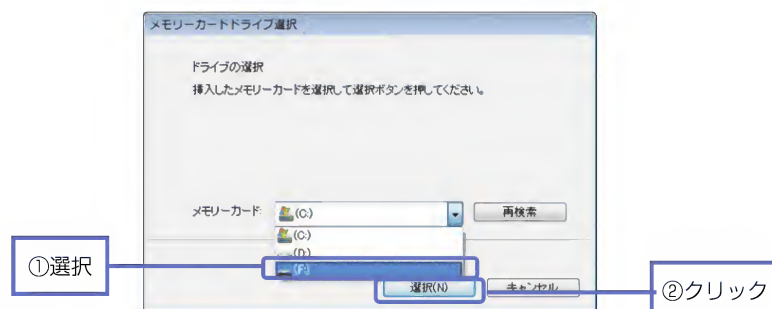 メモリーカードドライブ選択
ドライブの選択
挿入したメモリーカードを選択して選択ボタンを押してください。
メモリーカード:
(C:)
再検索
(C:)
(D:)
(F:)
①選択
選択(N)
キャンセル
②クリック